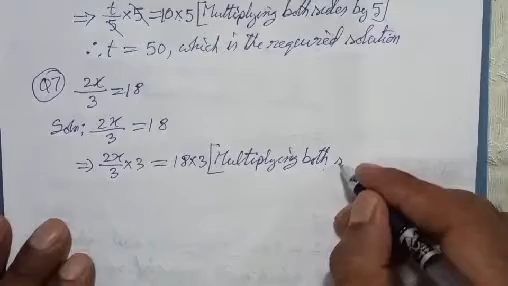 ⇒ t/5 × 5 = 10 × 5 [Multiplying both sides by 5]
∴ t = 50, which is the required solution
Q7 2x/3 = 18
Soln: 2x/3 = 18
⇒ 2x/3 × 3 = 18 × 3 [Multiplying both s